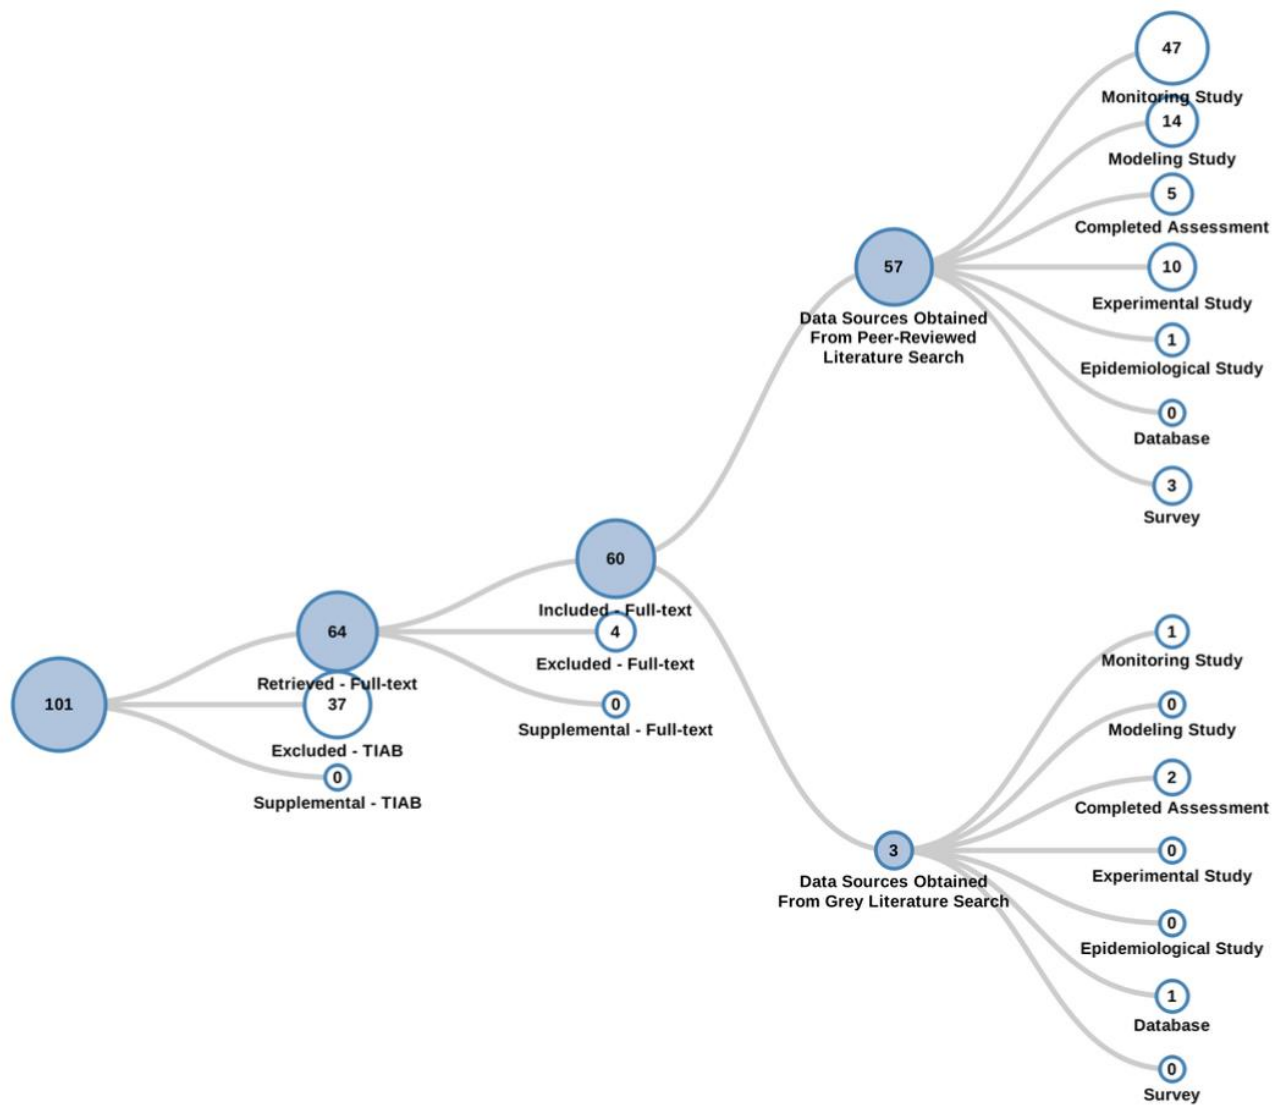 101
64
Retrieved - Full-text
37
Excluded - TIAB
0
Supplemental - TIAB
60
Included - Full-text
4
Excluded - Full-text
0
Supplemental - Full-text
57
Data Sources Obtained
From Peer-Reviewed
Literature Search
47
Monitoring Study
14
Modeling Study
5
Completed Assessment
10
Experimental Study
1
Epidemiological Study
0
Database
3
Survey
3
Data Sources Obtained
From Grey Literature Search
1
Monitoring Study
0
Modeling Study
2
Completed Assessment
0
Experimental Study
0
Epidemiological Study
1
Database
0
Survey